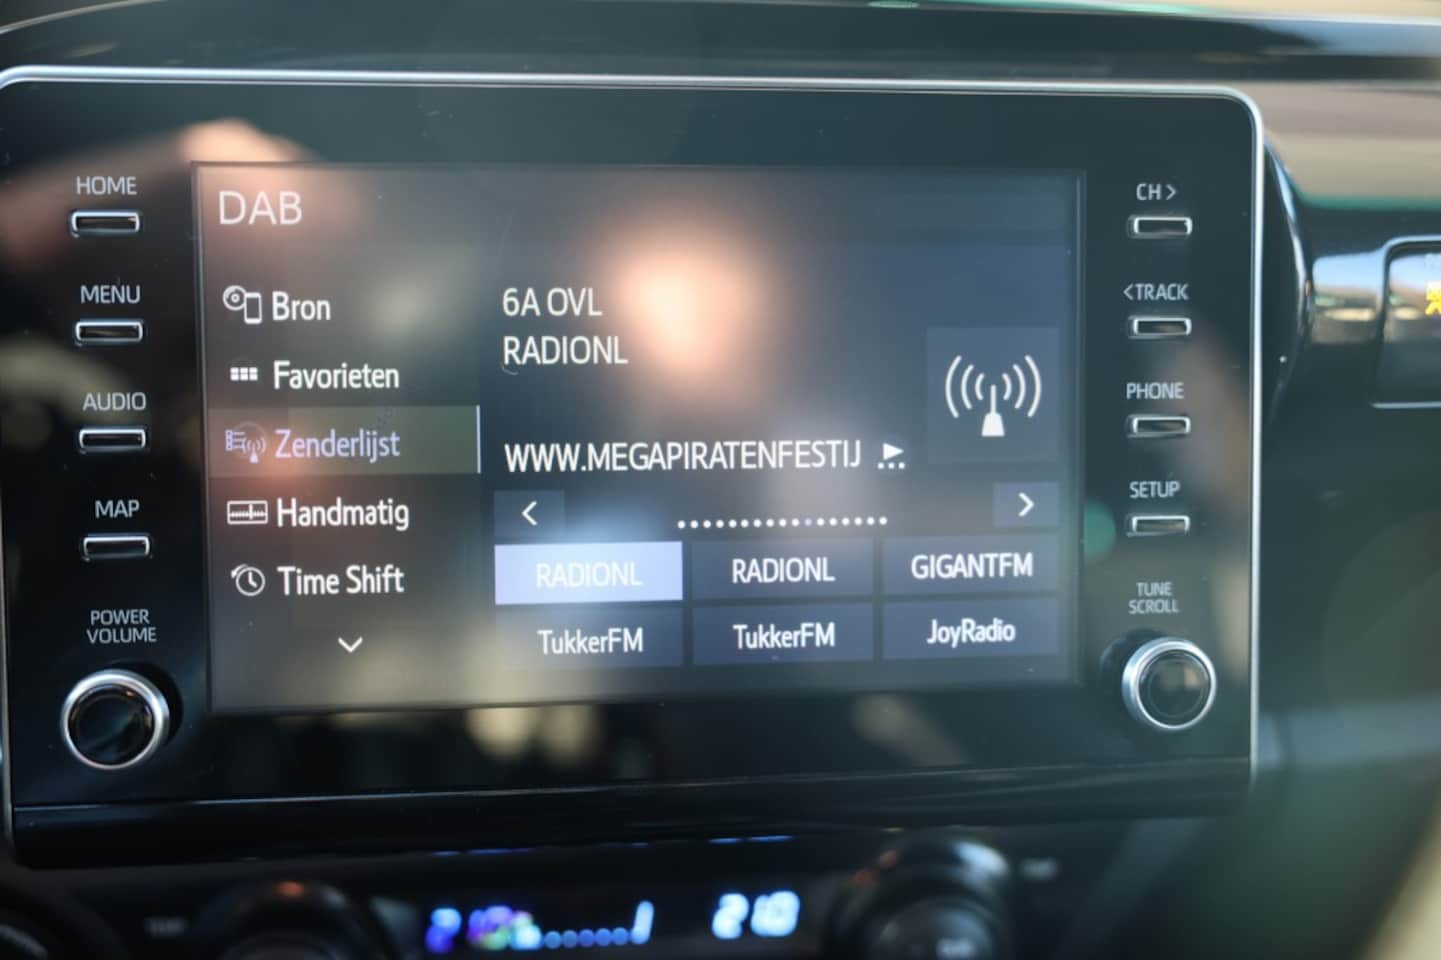 HOME
MENU
AUDIO
MAP
POWER
VOLUME
DAB
Bron
Favorieten
Zenderlijst
Handmatig
Time Shift
6A OVL
RADIONL
WWW.MEGAPIRATENFESTIJ ...
RADIONL RADIONL GIGANTFM
TukkerFM TukkerFM JoyRadio
CH >
< TRACK
PHONE
SETUP
TUNE
SCROLL